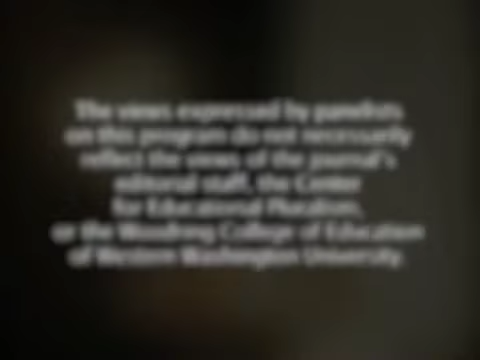 The views expressed by panelists
on this program do not necessarily
reflect the views of the journal's
editorial staff, the Center
for Educational Pluralism,
or the Woodring College of Education
of Western Washington University.